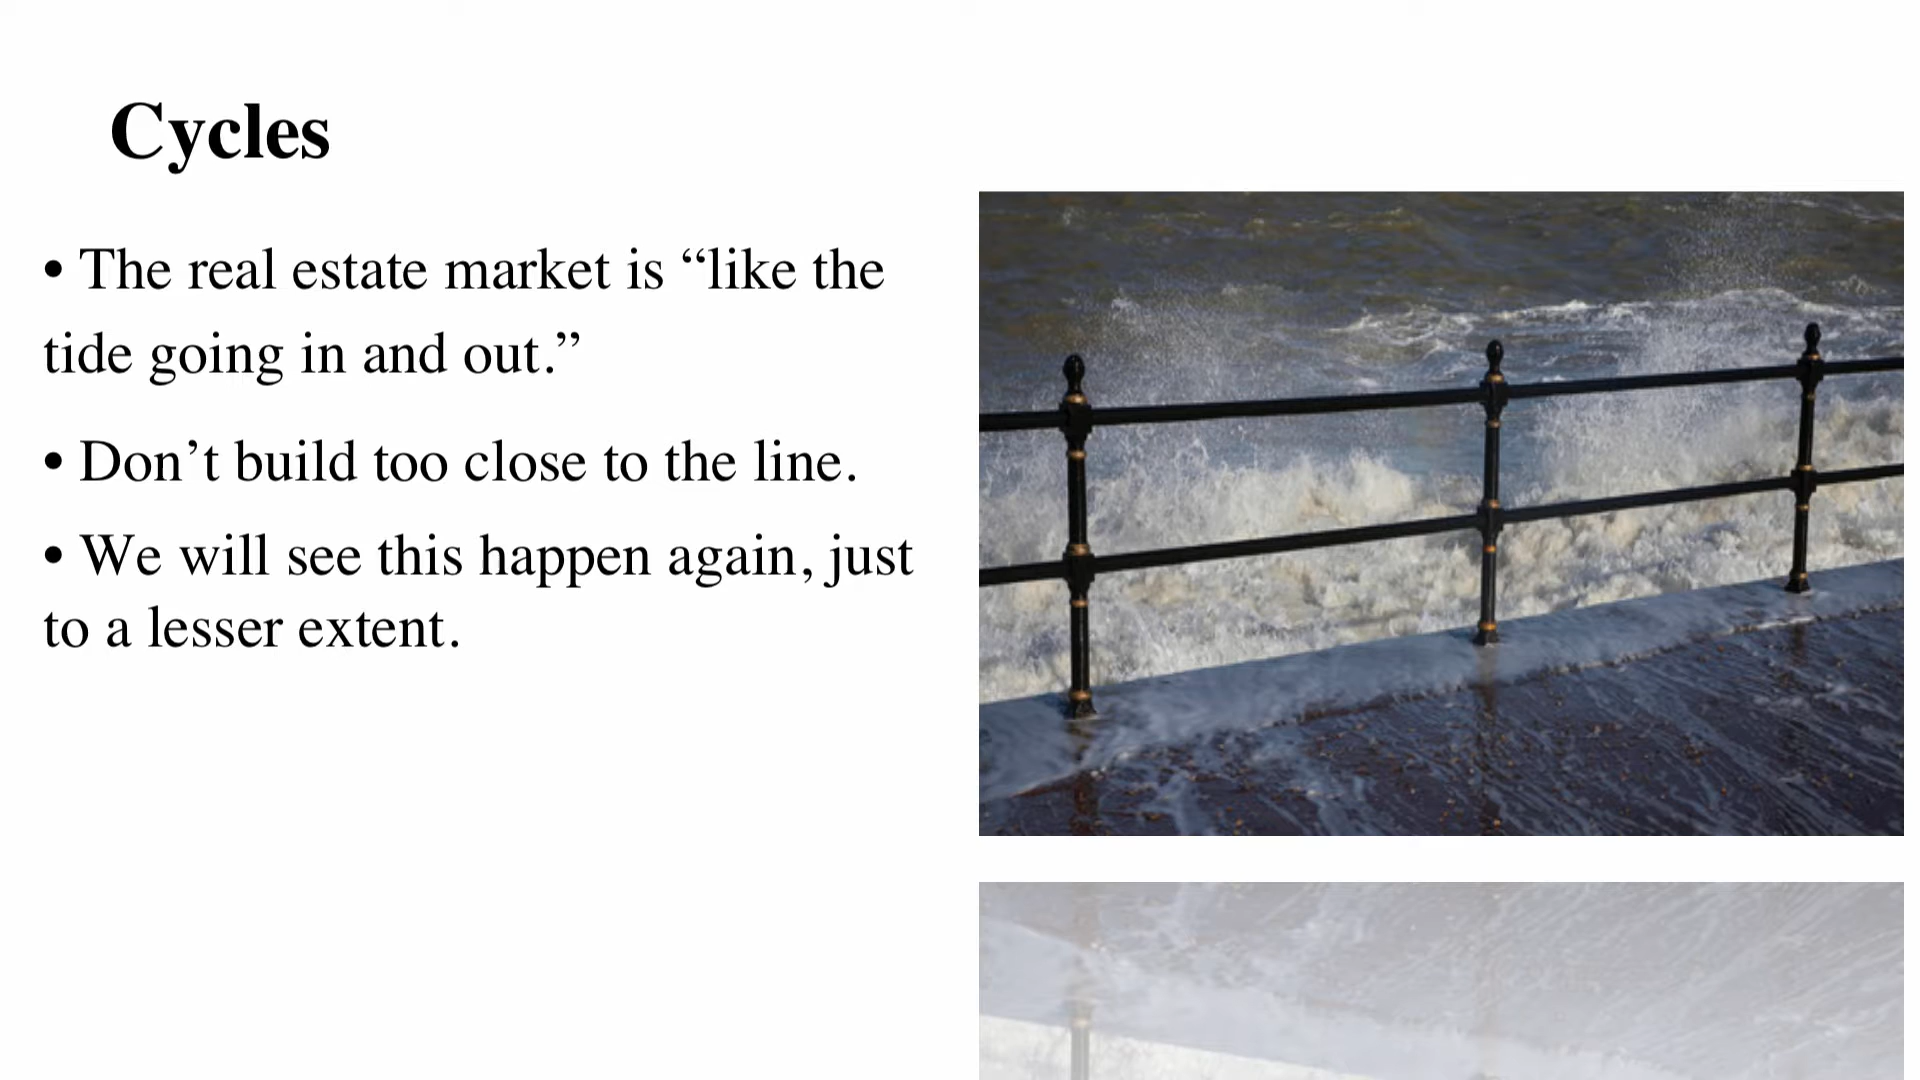 Cycles
• The real estate market is “like the
tide going in and out.”
• Don’t build too close to the line.
• We will see this happen again, just
to a lesser extent.